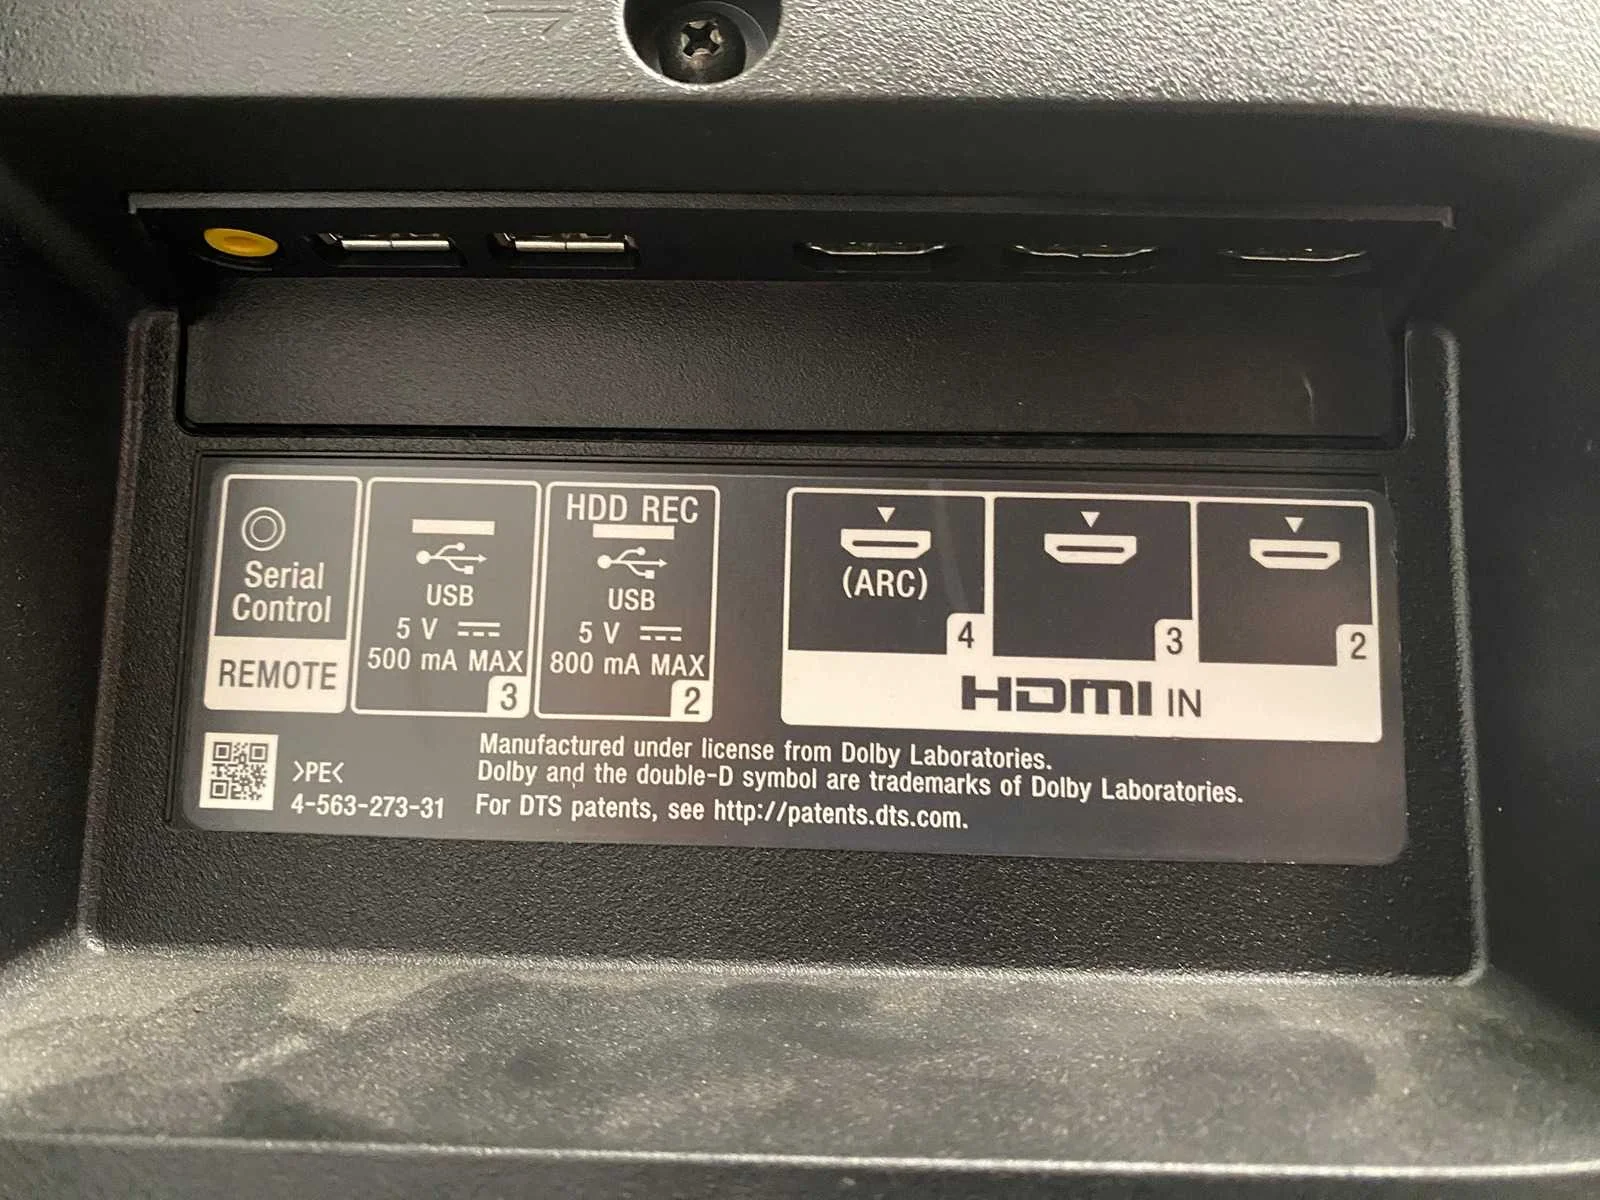 Serial
Control
REMOTE
USB
5 V
500 mA MAX
3
HDD REC
USB
5 V
800 mA MAX
2
(ARC)
4
3
2
HDMI IN
>PE<
4-563-273-31
Manufactured under license from Dolby Laboratories.
Dolby and the double-D symbol are trademarks of Dolby Laboratories.
For DTS patents, see http://patents.dts.com.